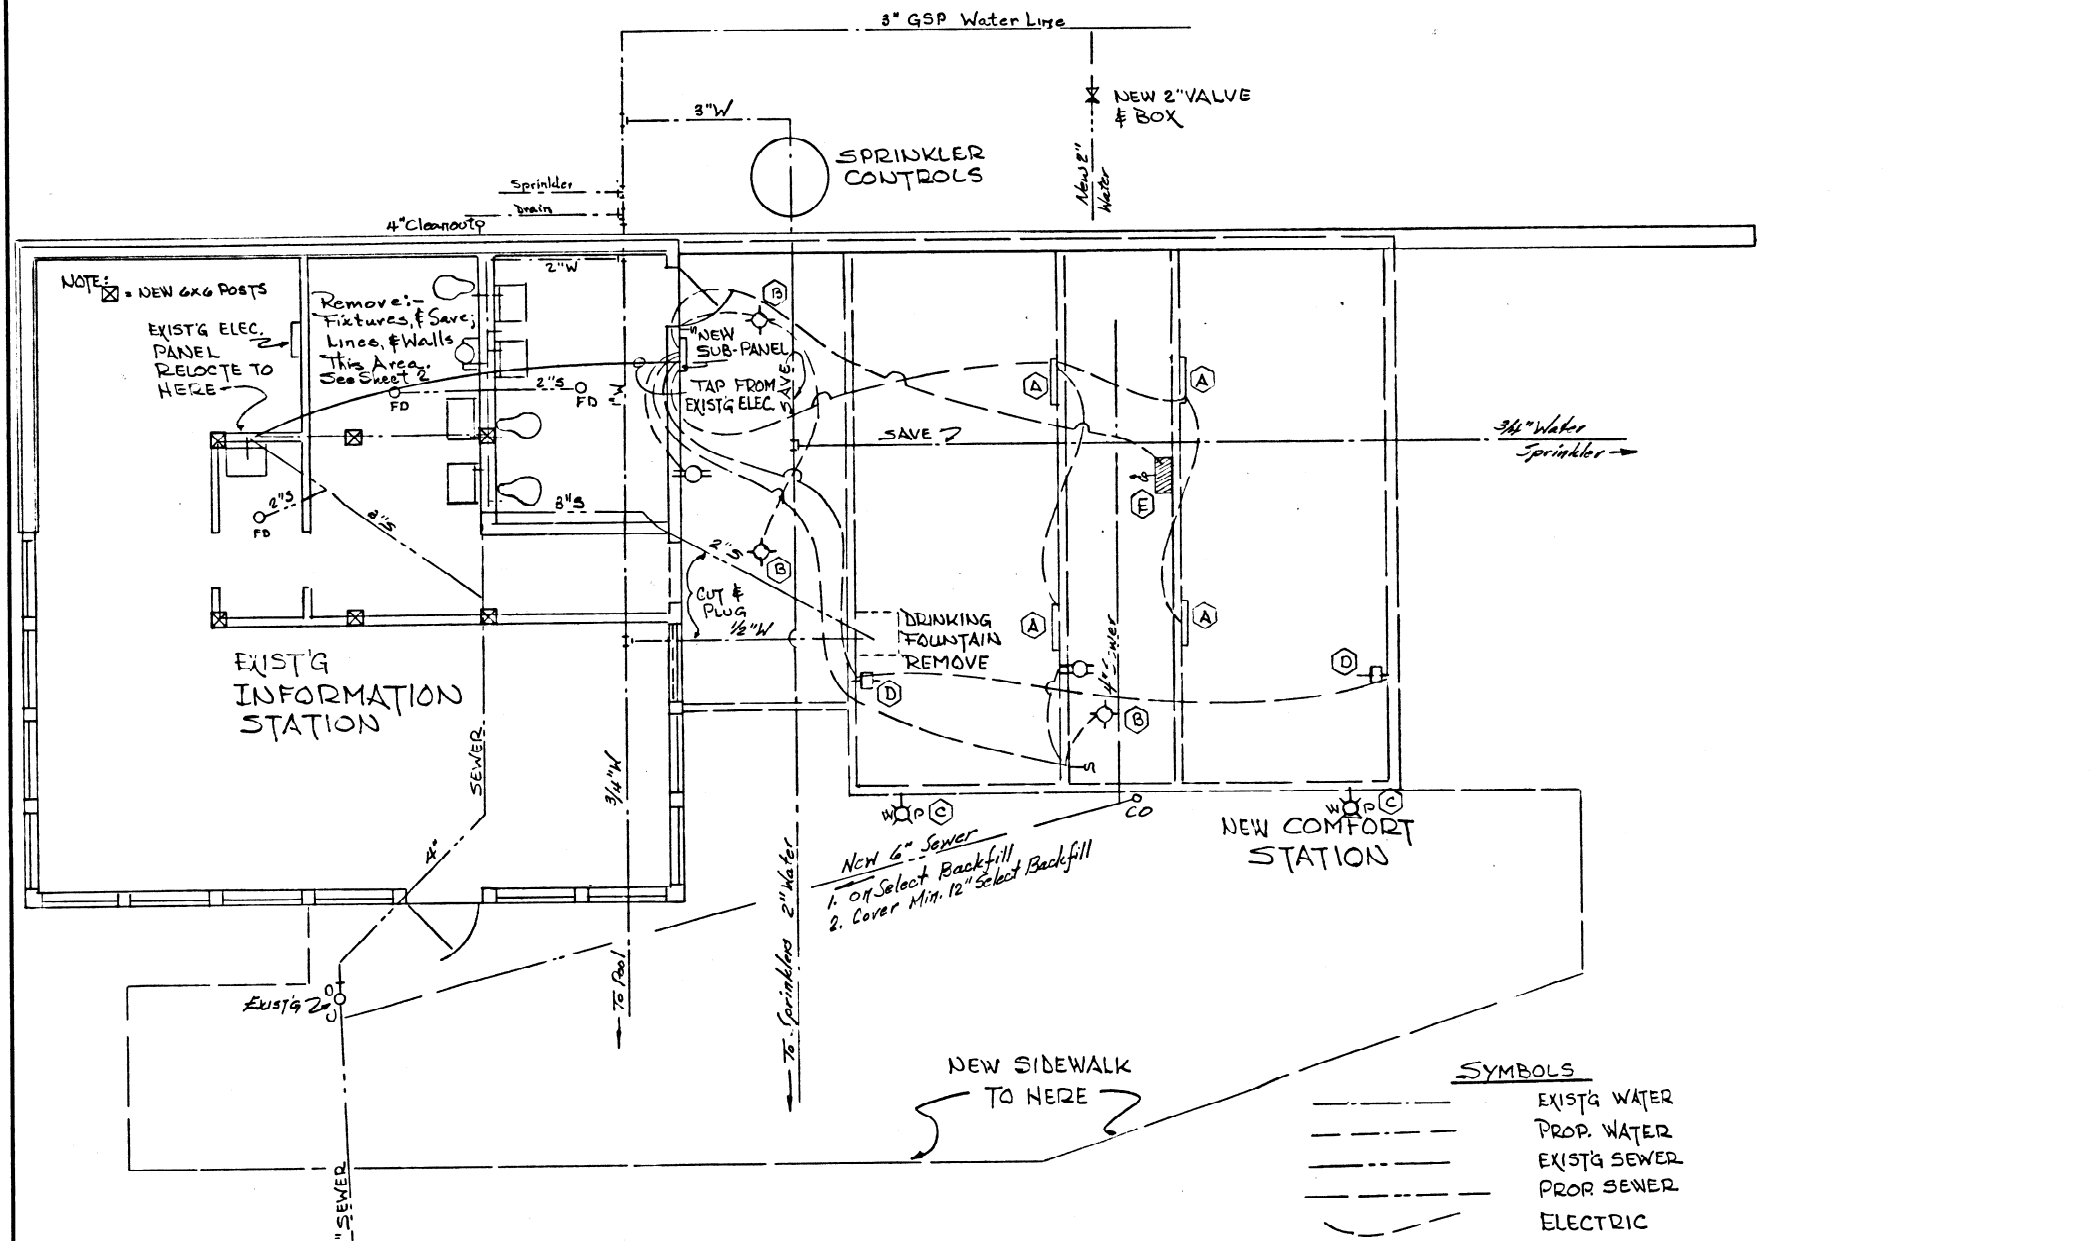 3" GSP Water Line
NEW 2" VALVE
& BOX
3"W
SPRINKLER
CONTROLS
New 2"
Water
Sprinkler
Drain
4" Cleanout
2"W
NOTE:
= NEW 6x6 POSTS
EXIST'G ELEC.
PANEL
RELOCTE TO
HERE
Remove:-
Fixtures, & Save;
Lines, & Walls
This Area.
See Sheet 2
B
"NEW
SUB-PANEL
TAP FROM
EXIST'G ELEC.
SAVE
2"S
FD
FD
A
A
SAVE
3/4" Water
Sprinkler
E
2"S
FD
3"S
2"S
B
CUT &
PLUG
1/2"W
DRINKING
FOUNTAIN
REMOVE
A
A
EXIST'G
INFORMATION
STATION
D
D
B
S
SEWER
3/4"W
4"
W P C
CO
W P C
NEW COMFORT
STATION
New 6" Sewer
1. on Select Backfill
2. Cover Min. 12" Select Backfill
To Sprinklers 2" Water
To Pool
EXIST'G
CO
NEW SIDEWALK
TO HERE
SYMBOLS
EXIST'G WATER
PROP. WATER
EXIST'G SEWER
PROP. SEWER
ELECTRIC
" SEWER